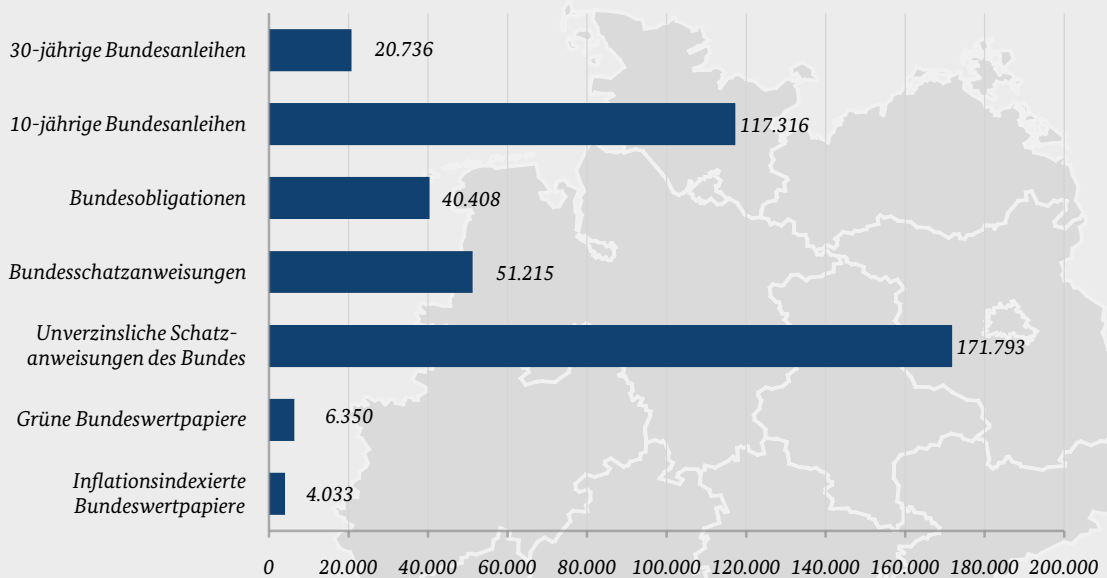 30-jährige Bundesanleihen
20.736
10-jährige Bundesanleihen
117.316
Bundesobligationen
40.408
Bundesschatzanweisungen
51.215
Unverzinsliche Schatz-
anweisungen des Bundes
171.793
Grüne Bundeswertpapiere
6.350
Inflationsindexierte
Bundeswertpapiere
4.033
0 20.000 40.000 60.000 80.000 100.000 120.000 140.000 160.000 180.000 200.000